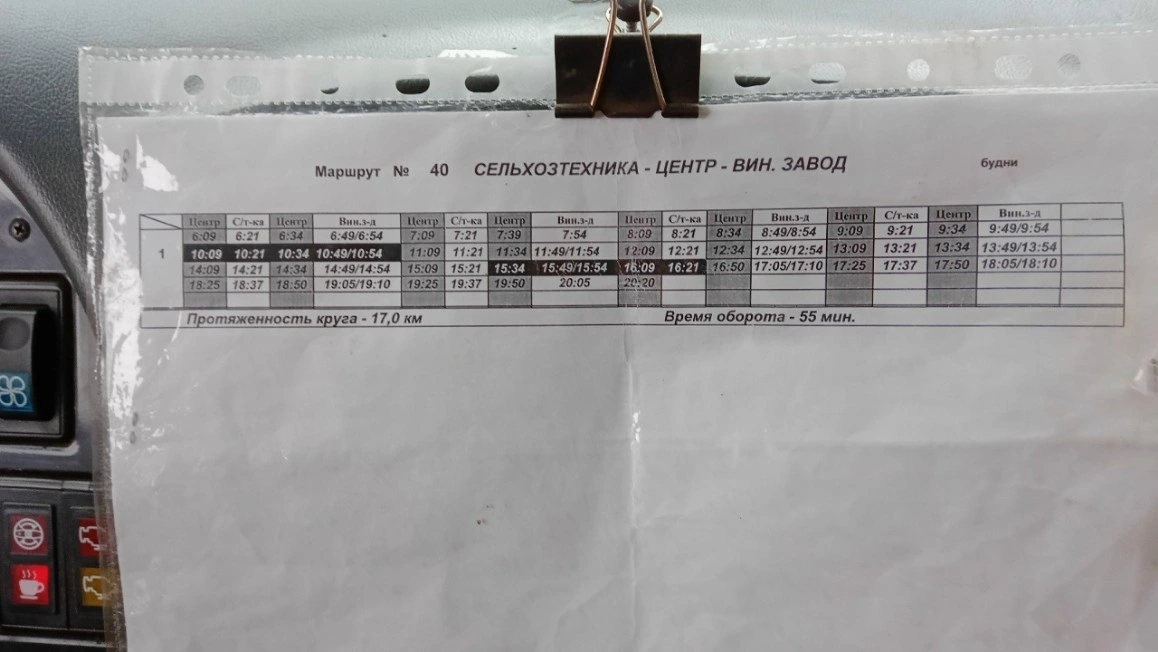 Маршрут № 40 СЕЛЬХОЗТЕХНИКА - ЦЕНТР - ВИН. ЗАВОД будни
Центр С/т-ка Центр Вин.з-д Центр С/т-ка Центр Вин.з-д Центр С/т-ка Центр Вин.з-д Центр С/т-ка Центр Вин.з-д
6:09 6:21 6:34 6:49/6:54 7:09 7:21 7:39 7:54 8:09 8:21 8:34 8:49/8:54 9:09 9:21 9:34 9:49/9:54
1 10:09 10:21 10:34 10:49/10:54 11:09 11:21 11:34 11:49/11:54 12:09 12:21 12:34 12:49/12:54 13:09 13:21 13:34 13:49/13:54
14:09 14:21 14:34 14:49/14:54 15:09 15:21 15:34 15:49/15:54 16:09 16:21 16:50 17:05/17:10 17:25 17:37 17:50 18:05/18:10
18:25 18:37 18:50 19:05/19:10 19:25 19:37 19:50 20:05 20:20
Протяженность круга - 17,0 км Время оборота - 55 мин.